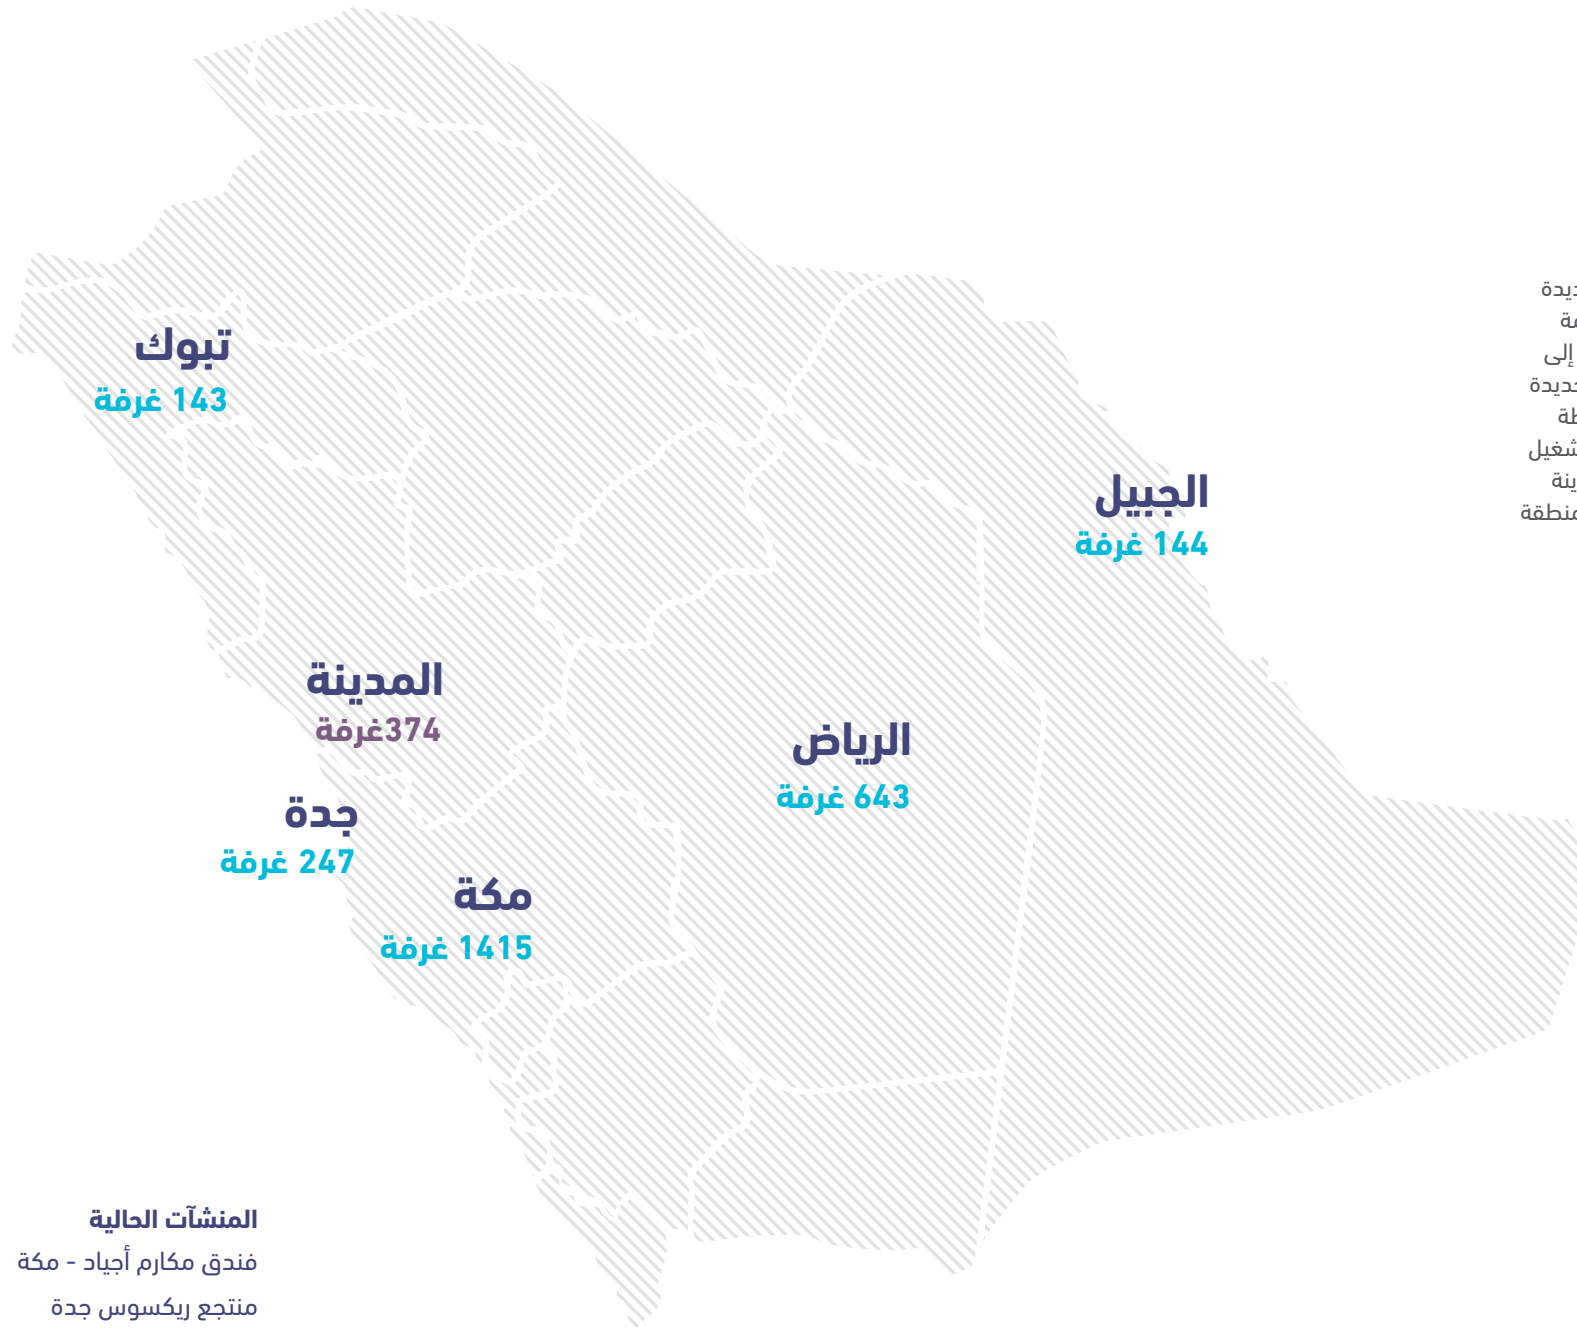 تبوك
143 غرفة
الجبيل
144 غرفة
المدينة
374غرفة
الرياض
643 غرفة
جدة
247 غرفة
مكة
1415 غرفة
إلى
المنشآت الحالية
فندق مكارم أجياد - مكة
منتجع ريكسوس جدة